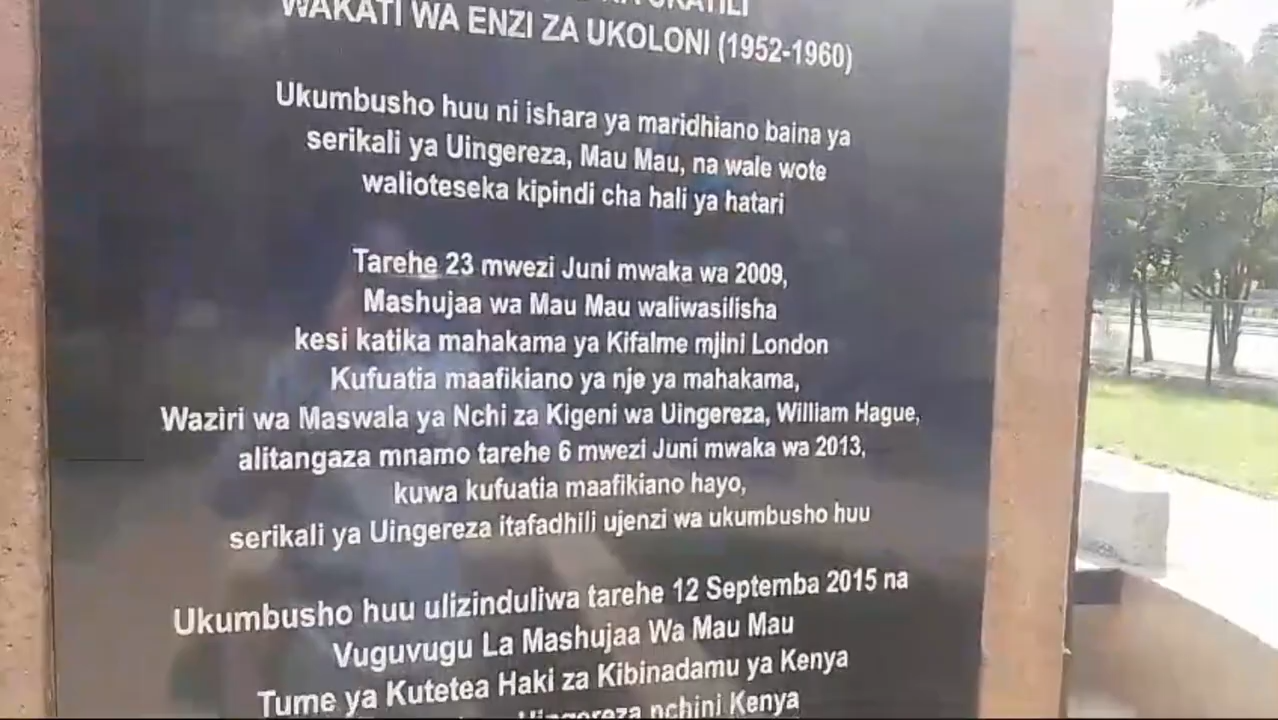 UKATILI
WAKATI WA ENZI ZA UKOLONI (1952-1960)
Ukumbusho huu ni ishara ya maridhiano baina ya
serikali ya Uingereza, Mau Mau, na wale wote
walioteseka kipindi cha hali ya hatari
Tarehe 23 mwezi Juni mwaka wa 2009,
Mashujaa wa Mau Mau waliwasilisha
kesi katika mahakama ya Kifalme mjini London
Kufuatia maafikiano ya nje ya mahakama,
Waziri wa Maswala ya Nchi za Kigeni wa Uingereza, William Hague,
alitangaza mnamo tarehe 6 mwezi Juni mwaka wa 2013,
kuwa kufuatia maafikiano hayo,
serikali ya Uingereza itafadhili ujenzi wa ukumbusho huu
Ukumbusho huu ulizinduliwa tarehe 12 Septemba 2015 na
Vuguvugu La Mashujaa Wa Mau Mau
Tume ya Kutetea Haki za Kibinadamu ya Kenya
Uingereza nchini Kenya